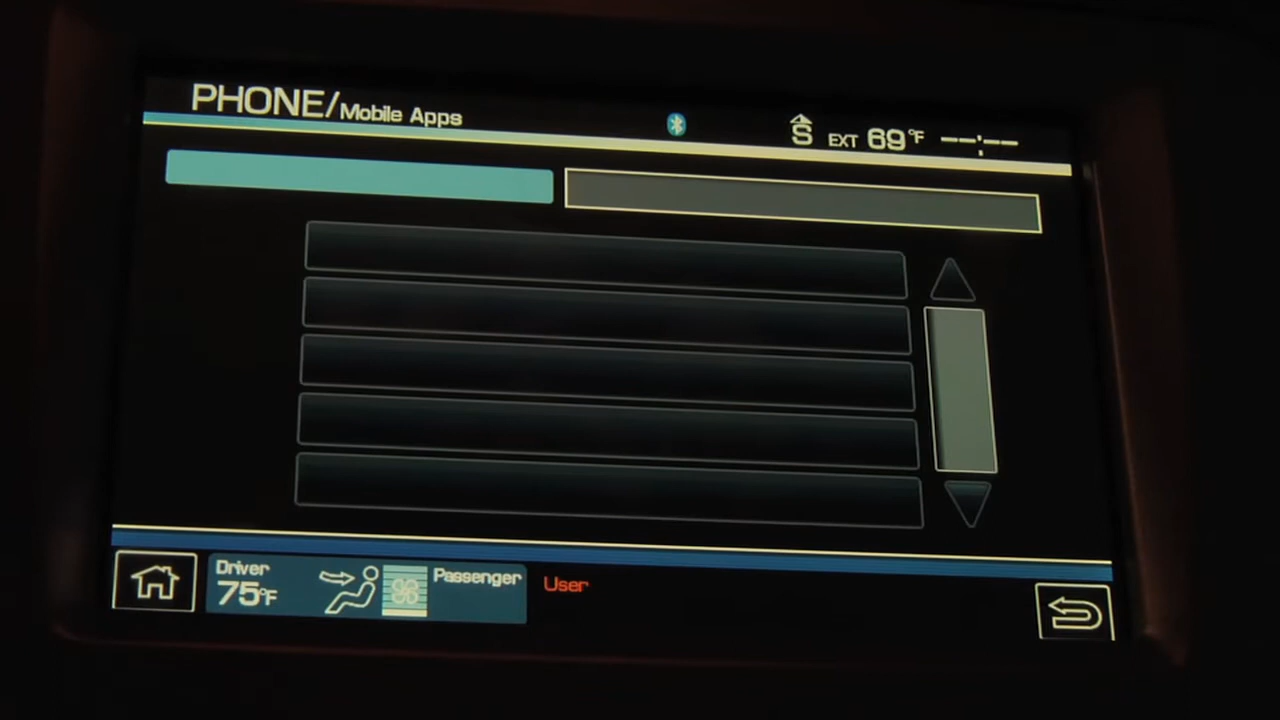 PHONE/Mobile Apps
S EXT 69°F --:--
Driver
75°F
Passenger
User